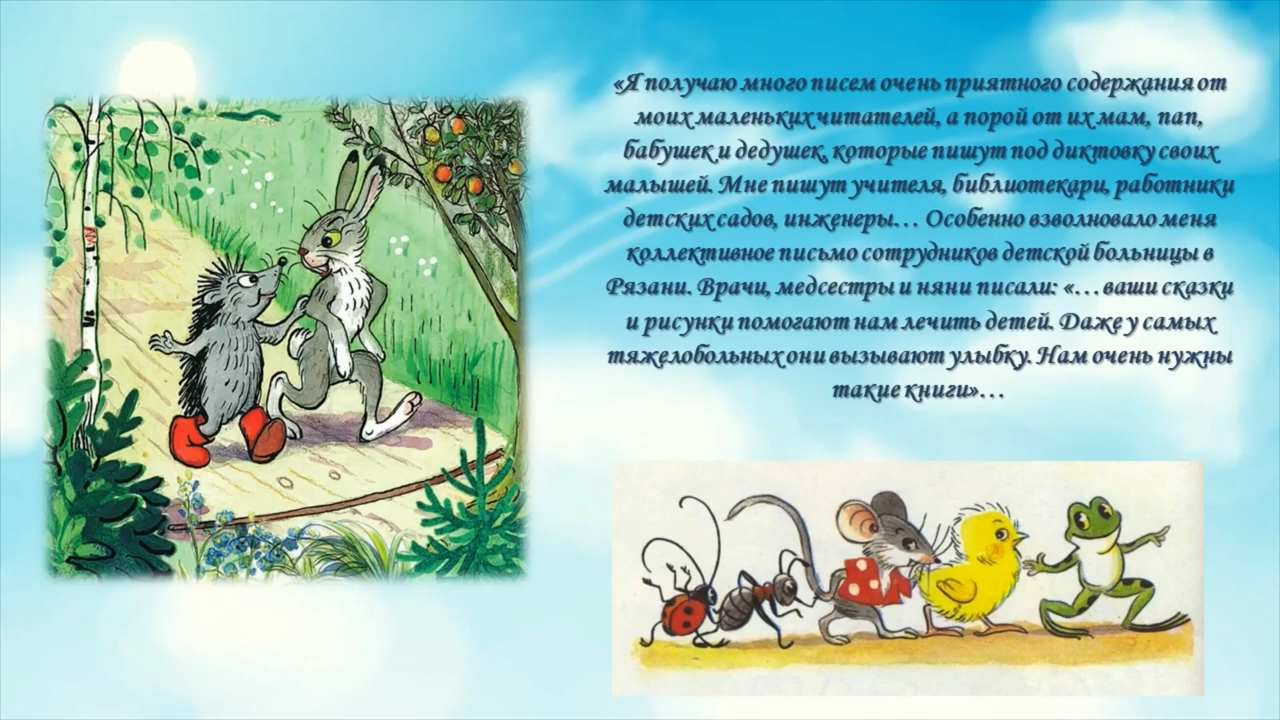 «Я получаю много писем очень приятного содержания от
моих маленьких читателей, а порой от их мам, пап,
бабушек и дедушек, которые пишут под диктовку своих
малышей. Мне пишут учителя, библиотекари, работники
детских садов, инженеры… Особенно взволновало меня
коллективное письмо сотрудников детской больницы в
Рязани. Врачи, медсестры и няни писали: «…ваши сказки
и рисунки помогают нам лечить детей. Даже у самых
тяжелобольных они вызывают улыбку. Нам очень нужны
такие книги»…